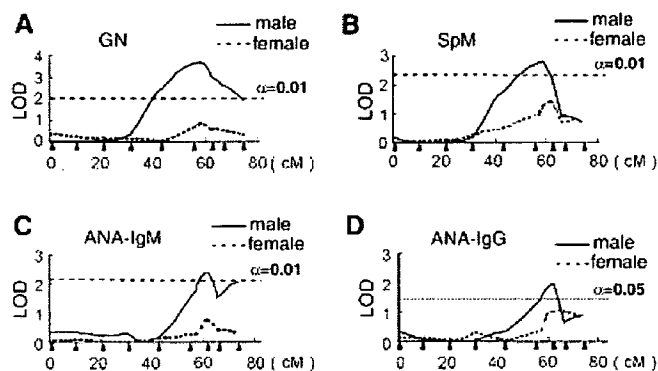 A GN male female
4
3
2
1
0
LOD
α=0.01
0 20 40 60 80 (cM)
B SpM male female
3
2
1
0
LOD
α=0.01
0 20 40 60 80 (cM)
C ANA-IgM male female
3
2
1
0
LOD
α=0.01
0 20 40 60 80 (cM)
D ANA-IgG male female
3
2
1
0
LOD
α=0.05
0 20 40 60 80 (cM)